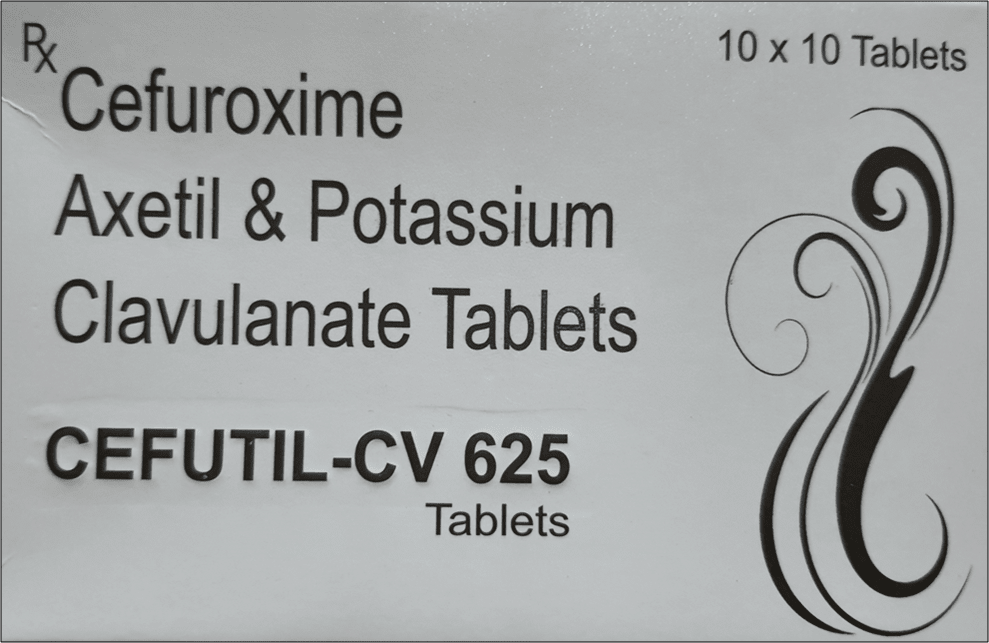 Rx
10 x 10 Tablets
Cefuroxime
Axetil & Potassium
Clavulanate Tablets
CEFUTIL-CV 625
Tablets